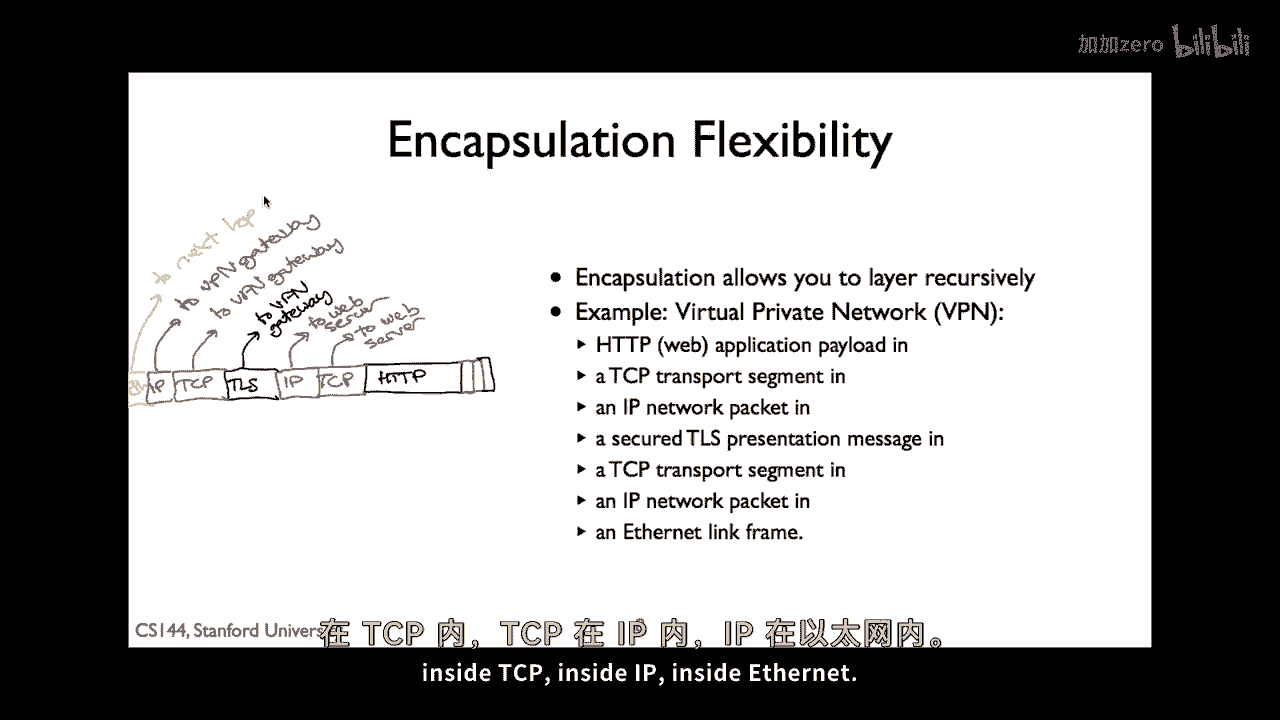 加加zero bilibili
Encapsulation Flexibility
to next hop
to VPN gateway
to VPN gateway
to VPN
gateway
to web
server
to web
server
IP TCP TLS IP TCP HTTP
• Encapsulation allows you to layer recursively
• Example: Virtual Private Network (VPN):
‣ HTTP (web) application payload in
‣ a TCP transport segment in
‣ an IP network packet in
‣ a secured TLS presentation message in
‣ a TCP transport segment in
‣ an IP network packet in
‣ an Ethernet link frame.
CS144, Stanford Univers
在 TCP 内，TCP 在 IP 内，IP 在以太网内。
inside TCP, inside IP, inside Ethernet.